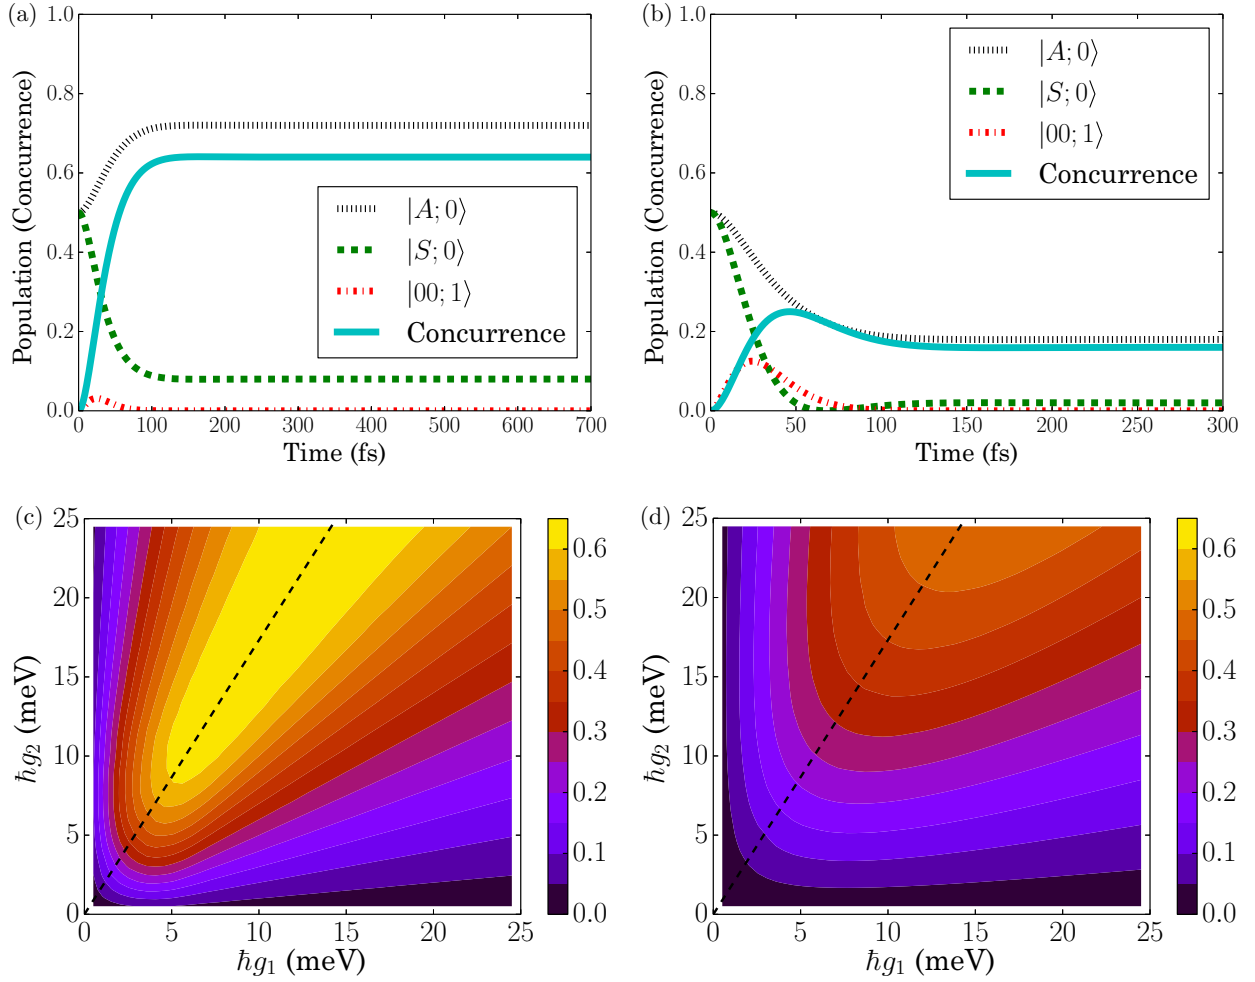 (a)
Population (Concurrence)
1.0
0.8
0.6
0.4
0.2
0.0
|A; 0⟩
|S; 0⟩
|00; 1⟩
Concurrence
0 100 200 300 400 500 600 700
Time (fs)
(b)
Population (Concurrence)
1.0
0.8
0.6
0.4
0.2
0.0
|A; 0⟩
|S; 0⟩
|00; 1⟩
Concurrence
0 50 100 150 200 250 300
Time (fs)
(c)
ħg₂ (meV)
25
20
15
10
5
0
0 5 10 15 20 25
ħg₁ (meV)
0.6
0.5
0.4
0.3
0.2
0.1
0.0
(d)
ħg₂ (meV)
25
20
15
10
5
0
0 5 10 15 20 25
ħg₁ (meV)
0.6
0.5
0.4
0.3
0.2
0.1
0.0